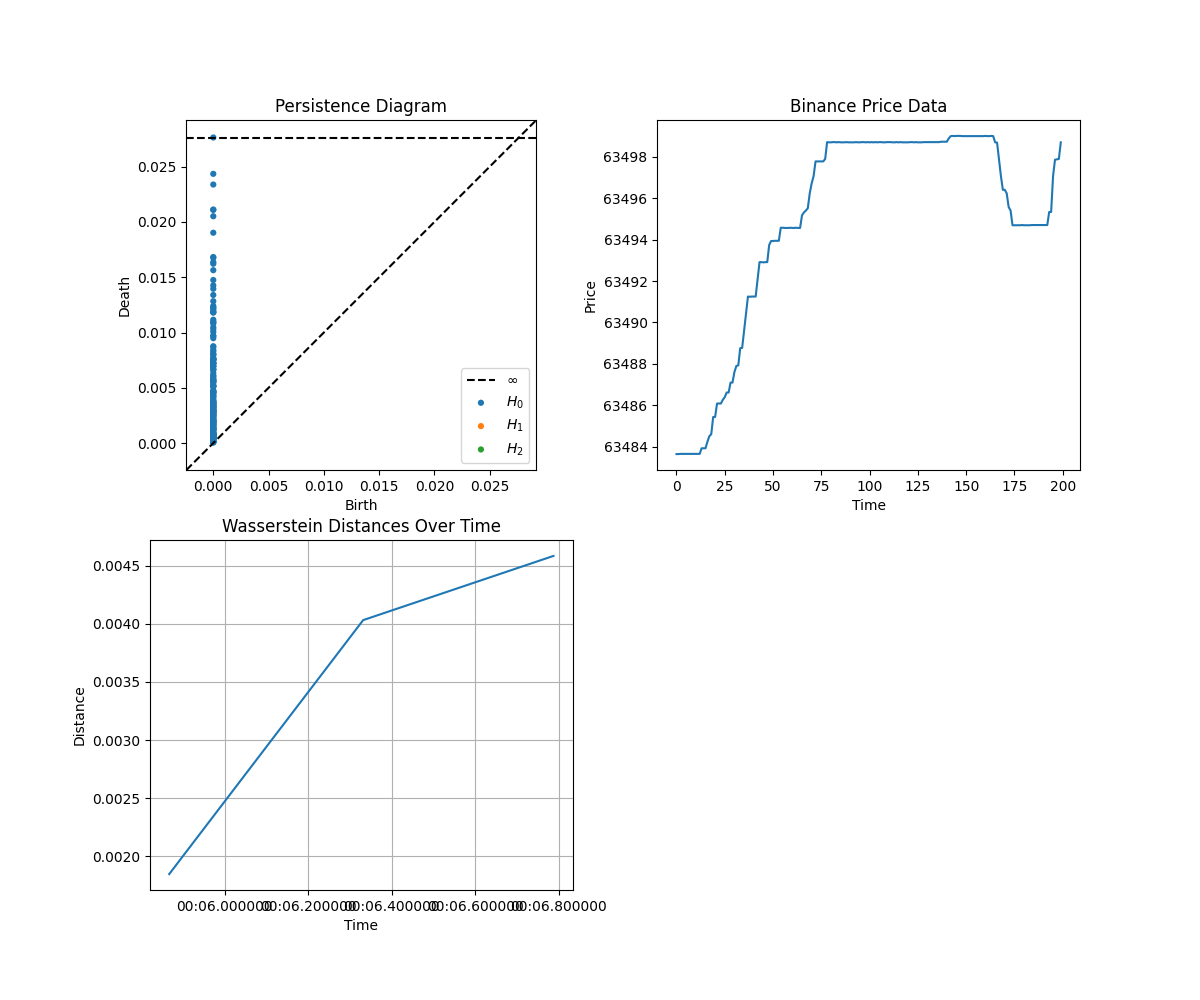 Persistence Diagram
0.025
0.020
0.015
0.010
0.005
0.000
Death
0.000 0.005 0.010 0.015 0.020 0.025
Birth
∞
H0
H1
H2
Binance Price Data
63498
63496
63494
63492
63490
63488
63486
63484
Price
0 25 50 75 100 125 150 175 200
Time
Wasserstein Distances Over Time
0.0045
0.0040
0.0035
0.0030
0.0025
0.0020
Distance
00:06.000000 00:06.200000 00:06.400000 00:06.600000 00:06.800000
Time